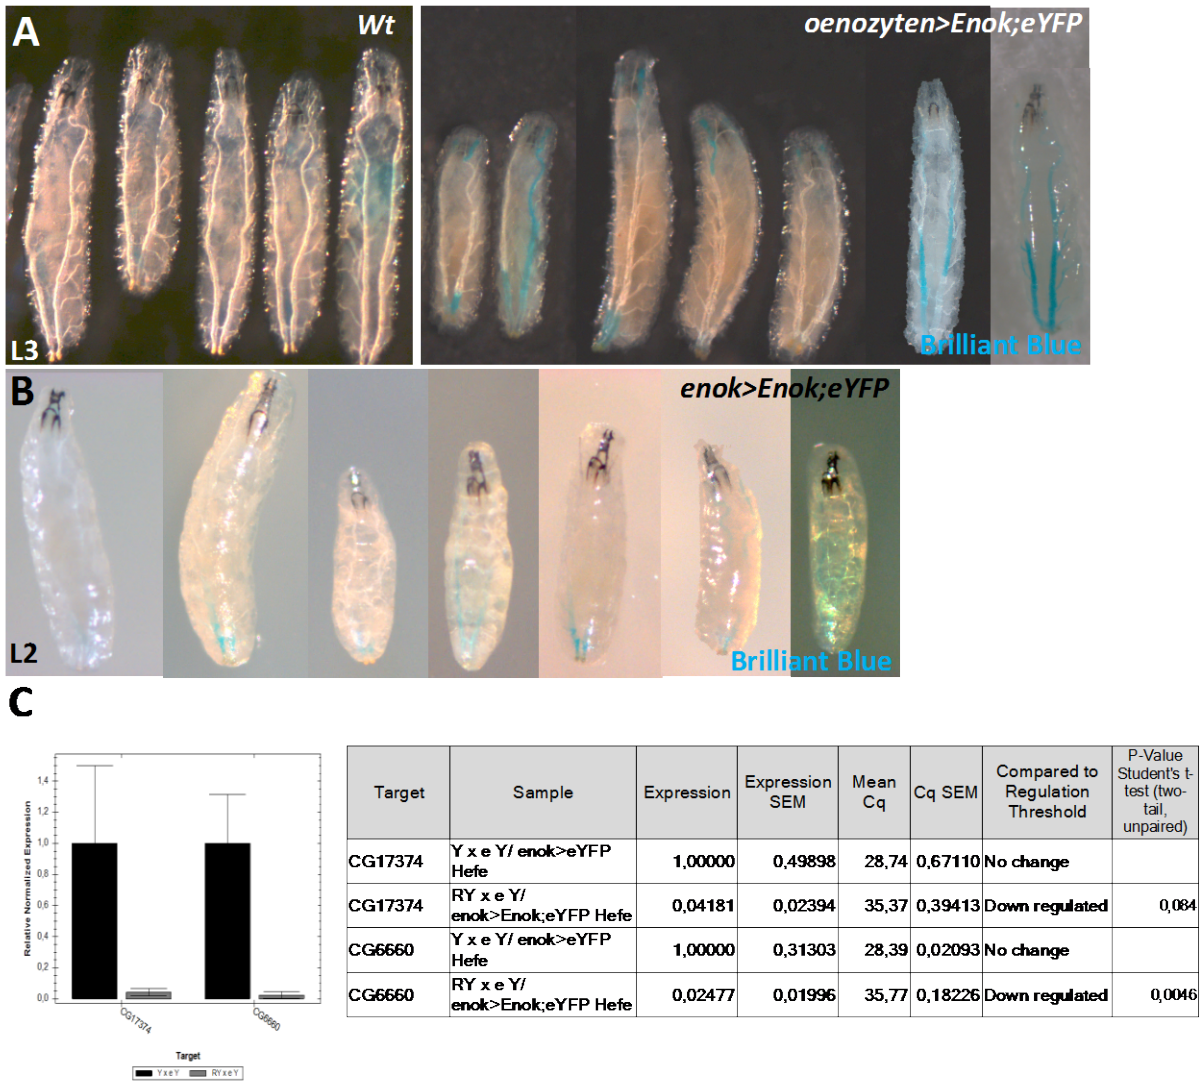 A
Wt
oenozyten>Enok;eYFP
L3
Brilliant Blue
B
enok>Enok;eYFP
L2
Brilliant Blue
C
Relative Normalized Expression
1,4
1,2
1,0
0,8
0,6
0,4
0,2
0,0
CG17374
CG6660
Target
Y x e Y
RY x e Y
Target Sample Expression Expression SEM Mean Cq Cq SEM Compared to Regulation Threshold P-Value Student's t-test (two-tail, unpaired)
CG17374 Y x e Y/ enok>eYFP Hefe 1,00000 0,49898 28,74 0,67110 No change
CG17374 RY x e Y/ enok>Enok;eYFP Hefe 0,04181 0,02394 35,37 0,39413 Down regulated 0,084
CG6660 Y x e Y/ enok>eYFP Hefe 1,00000 0,31303 28,39 0,02093 No change
CG6660 RY x e Y/ enok>Enok;eYFP Hefe 0,02477 0,01996 35,77 0,18226 Down regulated 0,0046